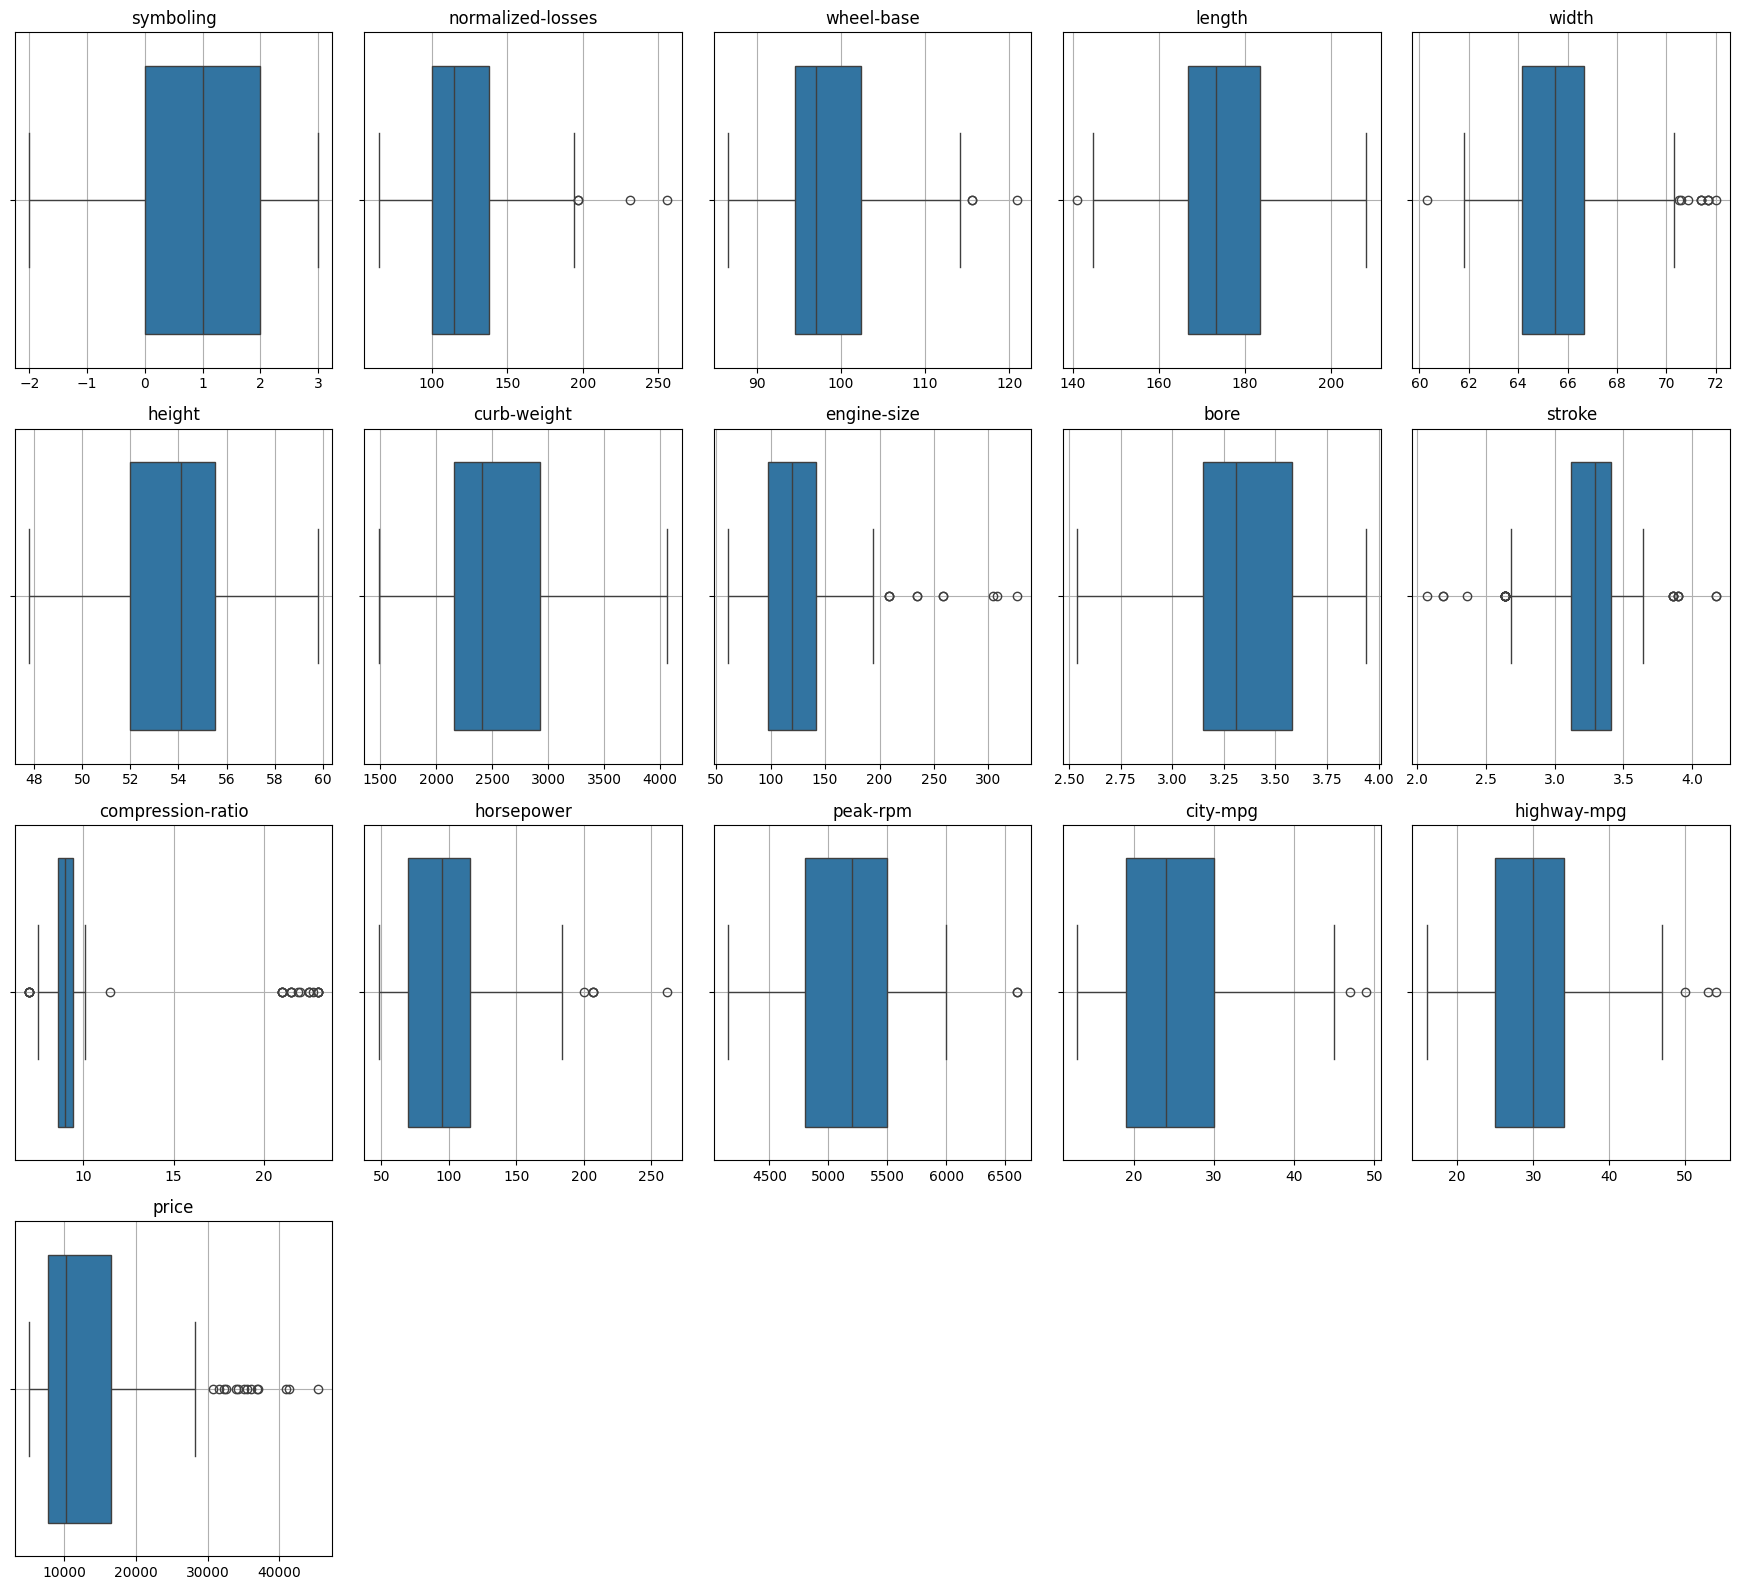 symboling normalized-losses wheel-base length width
−2 −1 0 1 2 3 100 150 200 250 90 100 110 120 140 160 180 200 60 62 64 66 68 70 72
height curb-weight engine-size bore stroke
48 50 52 54 56 58 60 1500 2000 2500 3000 3500 4000 50 100 150 200 250 300 2.50 2.75 3.00 3.25 3.50 3.75 4.00 2.0 2.5 3.0 3.5 4.0
compression-ratio horsepower peak-rpm city-mpg highway-mpg
10 15 20 50 100 150 200 250 4500 5000 5500 6000 6500 20 30 40 50 20 30 40 50
price
10000 20000 30000 40000